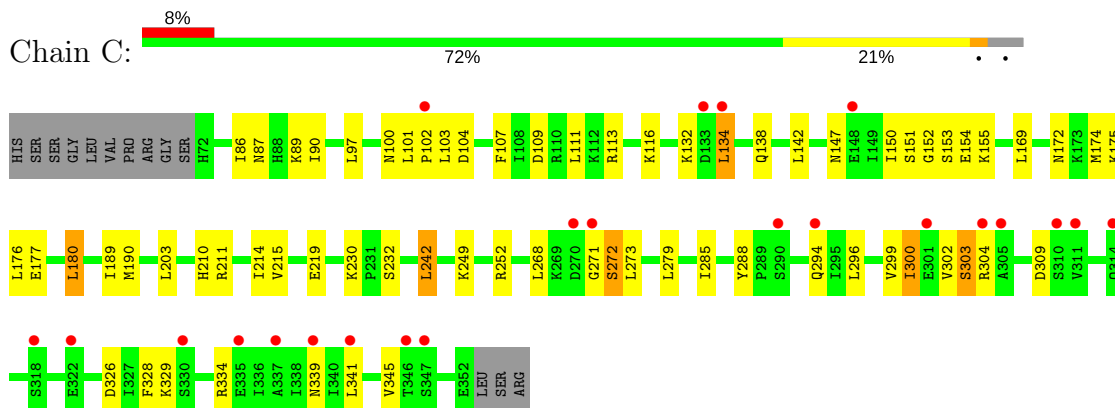 8%
Chain C:
72% 21% • •
HIS SER SER GLY LEU VAL PRO ARG GLY SER H72 I86 N87 H88 K89 I90 L97 N100 L101 P102 L103 D104 F107 I108 D109 R110 L111 K112 R113 K116 K132 D133 L134 Q138 L142 N147 E148 I149 I150 S151 G152 S153 E154 K155 L169 N172 K173 M174 K175
L176 E177 L180 I189 M190 L203 H210 R211 I214 V215 E219 K230 P231 S232 L242 K249 R252 L268 K269 D270 G271 S272 L273 L279 I285 Y288 P289 S290 Q294 I295 L296 V299 I300 E301 V302 S303 R304 A305 D309 S310 V311
S318 E322 D326 I327 F328 K329 S330 R334 E335 I336 A337 I338 N339 I340 L341 V345 T346 S347 E352 LEU SER ARG